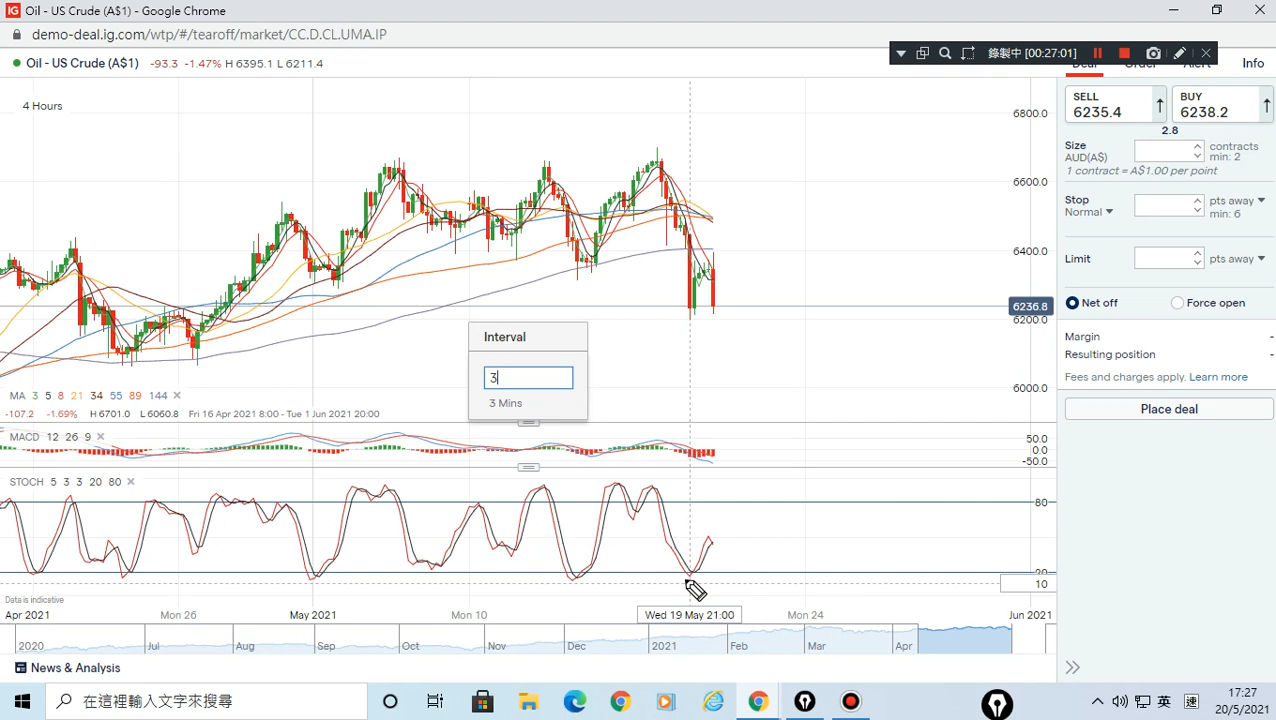 IG Oil - US Crude (A$1) - Google Chrome
demo-deal.ig.com/wtp/#/tearoff/market/CC.D.CL.UMA.IP
錄製中 [00:27:01]
Oil - US Crude (A$1) -93.3 -1.47% H 6395.1 L 6211.4
Deal Order Alert Info
4 Hours
6800.0
6600.0
6400.0
6236.8
6200.0
6000.0
Interval
3
3 Mins
MA 3 5 8 21 34 55 89 144
-107.2 -1.69% H 6701.0 L 6060.8 Fri 16 Apr 2021 8:00 - Tue 1 Jun 2021 20:00
MACD 12 26 9
50.0
0.0
-50.0
STOCH 5 3 3 20 80
80
20
10
Data is indicative
Apr 2021 Mon 26 May 2021 Mon 10 Wed 19 May 21:00 Mon 24 Jun 2021
2020 Jul Aug Sep Oct Nov Dec 2021 Feb Mar Apr
News & Analysis
SELL
6235.4
BUY
6238.2
2.8
Size
AUD(A$)
contracts
min: 2
1 contract = A$1.00 per point
Stop
Normal
pts away
min: 6
Limit
pts away
Net off
Force open
Margin -
Resulting position -
Fees and charges apply. Learn more
Place deal
在這裡輸入文字來搜尋
英
17:27
20/5/2021